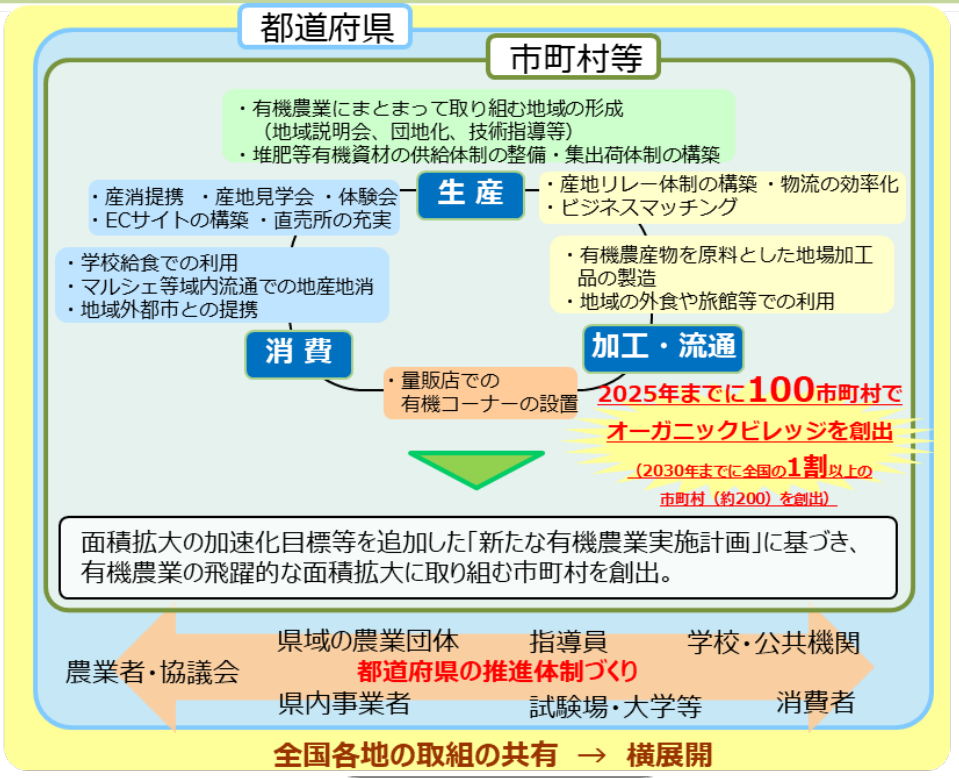 都道府県
市町村等
・有機農業にまとまって取り組む地域の形成
（地域説明会、団地化、技術指導等）
・堆肥等有機資材の供給体制の整備・集出荷体制の構築
生 産
・産消提携 ・産地見学会 ・体験会
・ECサイトの構築 ・直売所の充実
・産地リレー体制の構築 ・物流の効率化
・ビジネスマッチング
・学校給食での利用
・マルシェ等域内流通での地産地消
・地域外都市との提携
・有機農産物を原料とした地場加工
品の製造
・地域の外食や旅館等での利用
消 費
加工・流通
・量販店での
有機コーナーの設置
2025年までに100市町村で
オーガニックビレッジを創出
（2030年までに全国の1割以上の
市町村（約200）を創出）
面積拡大の加速化目標等を追加した「新たな有機農業実施計画」に基づき、
有機農業の飛躍的な面積拡大に取り組む市町村を創出。
県域の農業団体 指導員 学校・公共機関
農業者・協議会 都道府県の推進体制づくり
県内事業者 試験場・大学等 消費者
全国各地の取組の共有 → 横展開